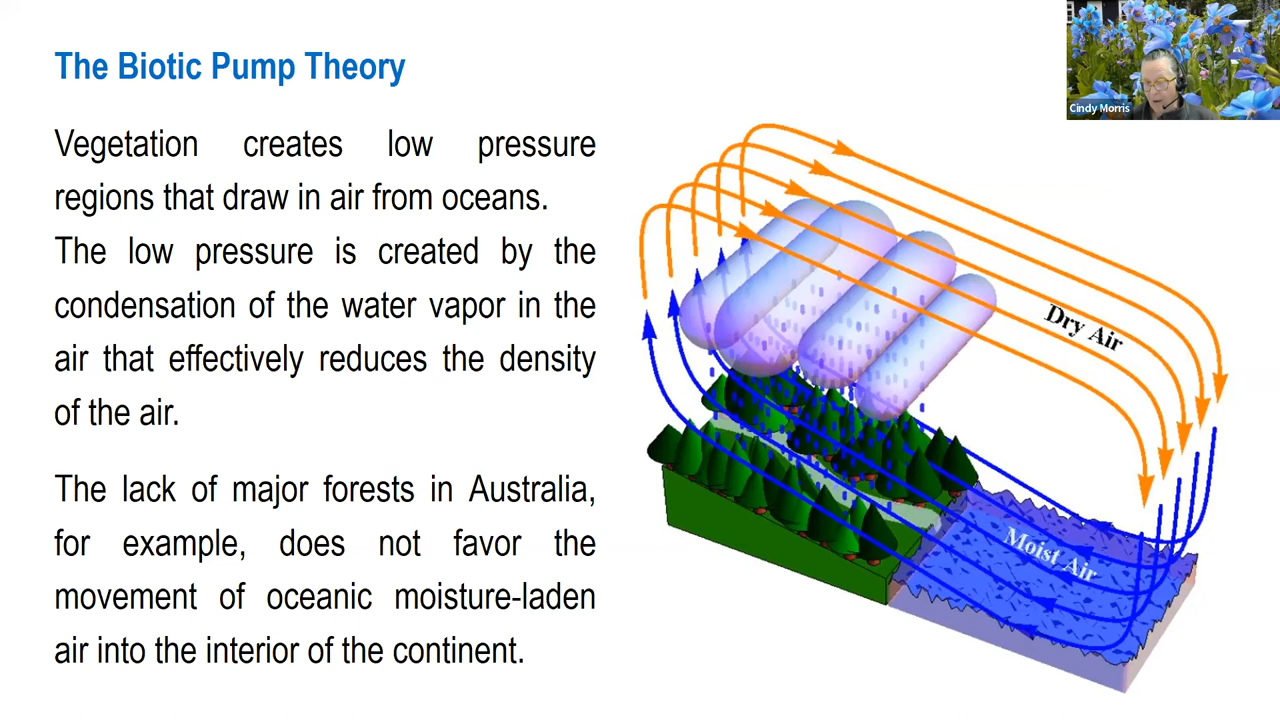 The Biotic Pump Theory
Vegetation creates low pressure
regions that draw in air from oceans.
The low pressure is created by the
condensation of the water vapor in the
air that effectively reduces the density
of the air.
The lack of major forests in Australia,
for example, does not favor the
movement of oceanic moisture-laden
air into the interior of the continent.
Cindy Morris
Dry Air
Moist Air